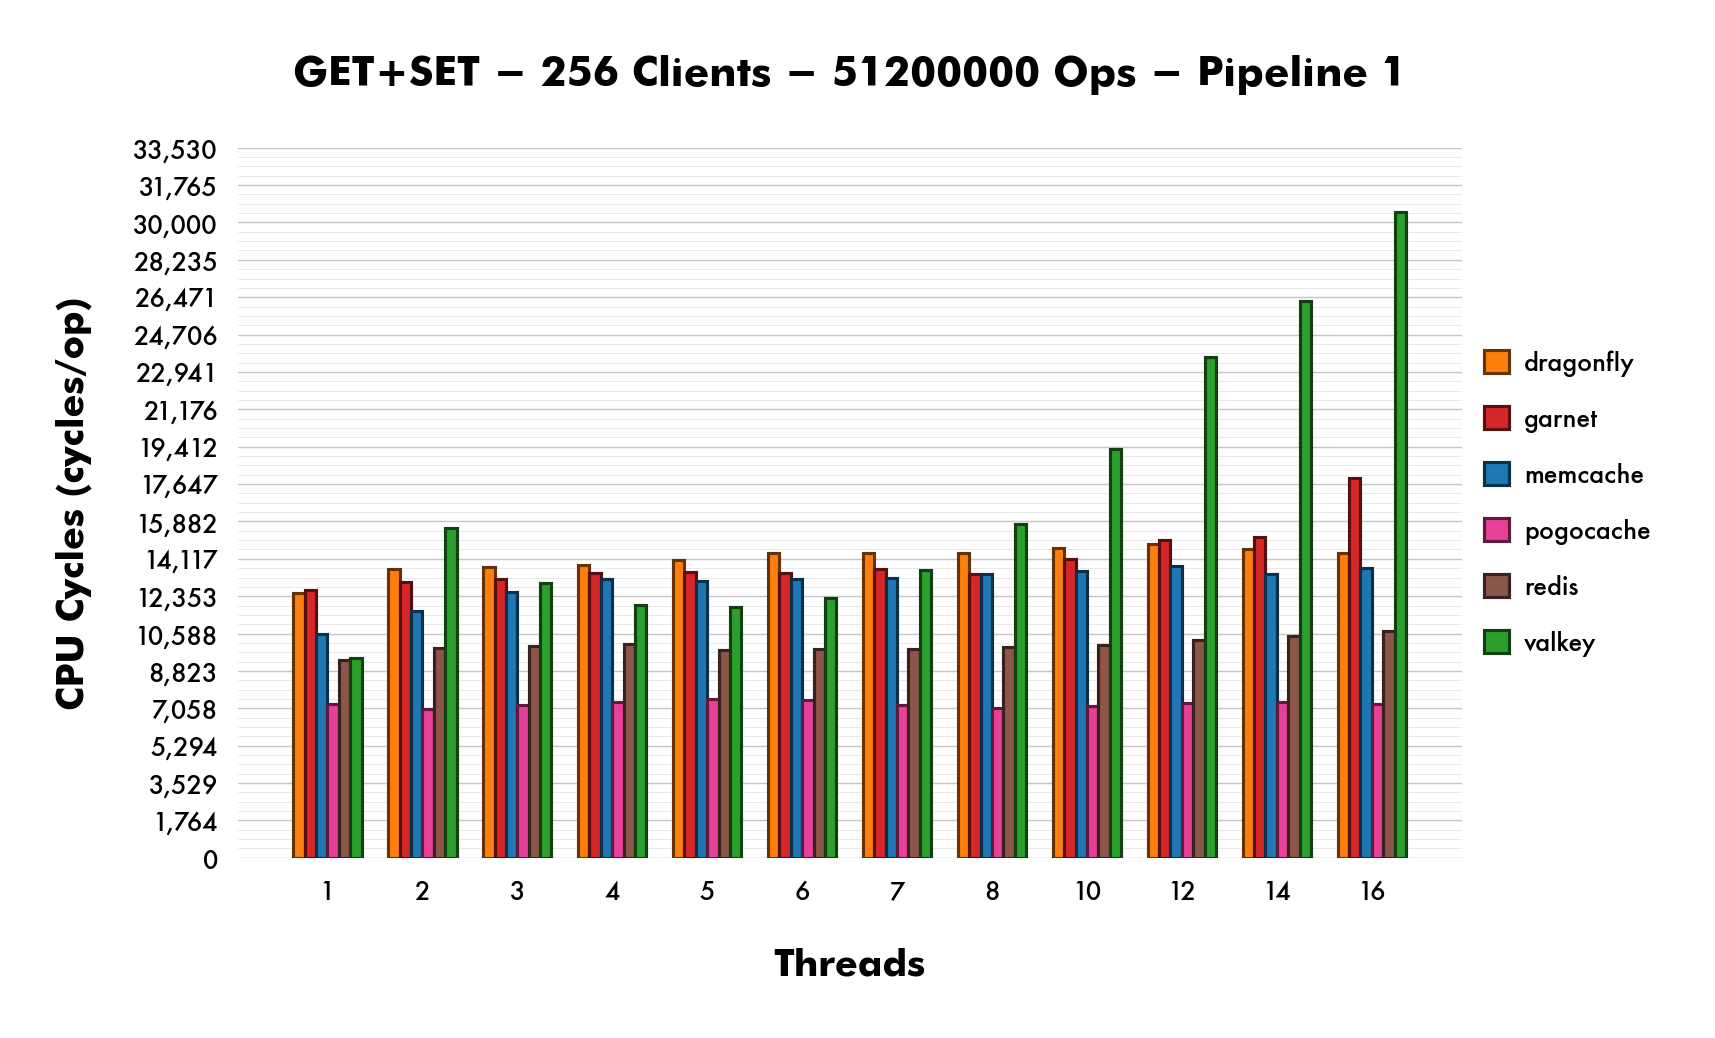 GET+SET – 256 Clients – 51200000 Ops – Pipeline 1
CPU Cycles (cycles/op)
33,530
31,765
30,000
28,235
26,471
24,706
22,941
21,176
19,412
17,647
15,882
14,117
12,353
10,588
8,823
7,058
5,294
3,529
1,764
0
1 2 3 4 5 6 7 8 10 12 14 16
Threads
dragonfly
garnet
memcache
pogocache
redis
valkey